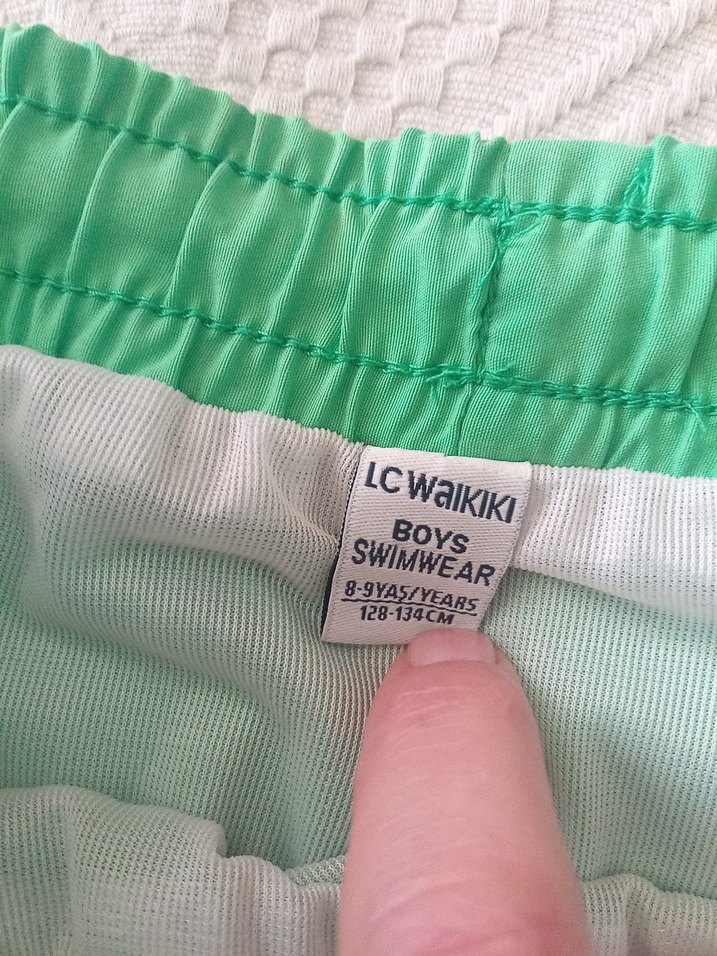 LC WaiKiKi
BOYS
SWIMWEAR
8-9YAŞ/YEARS
128-134CM